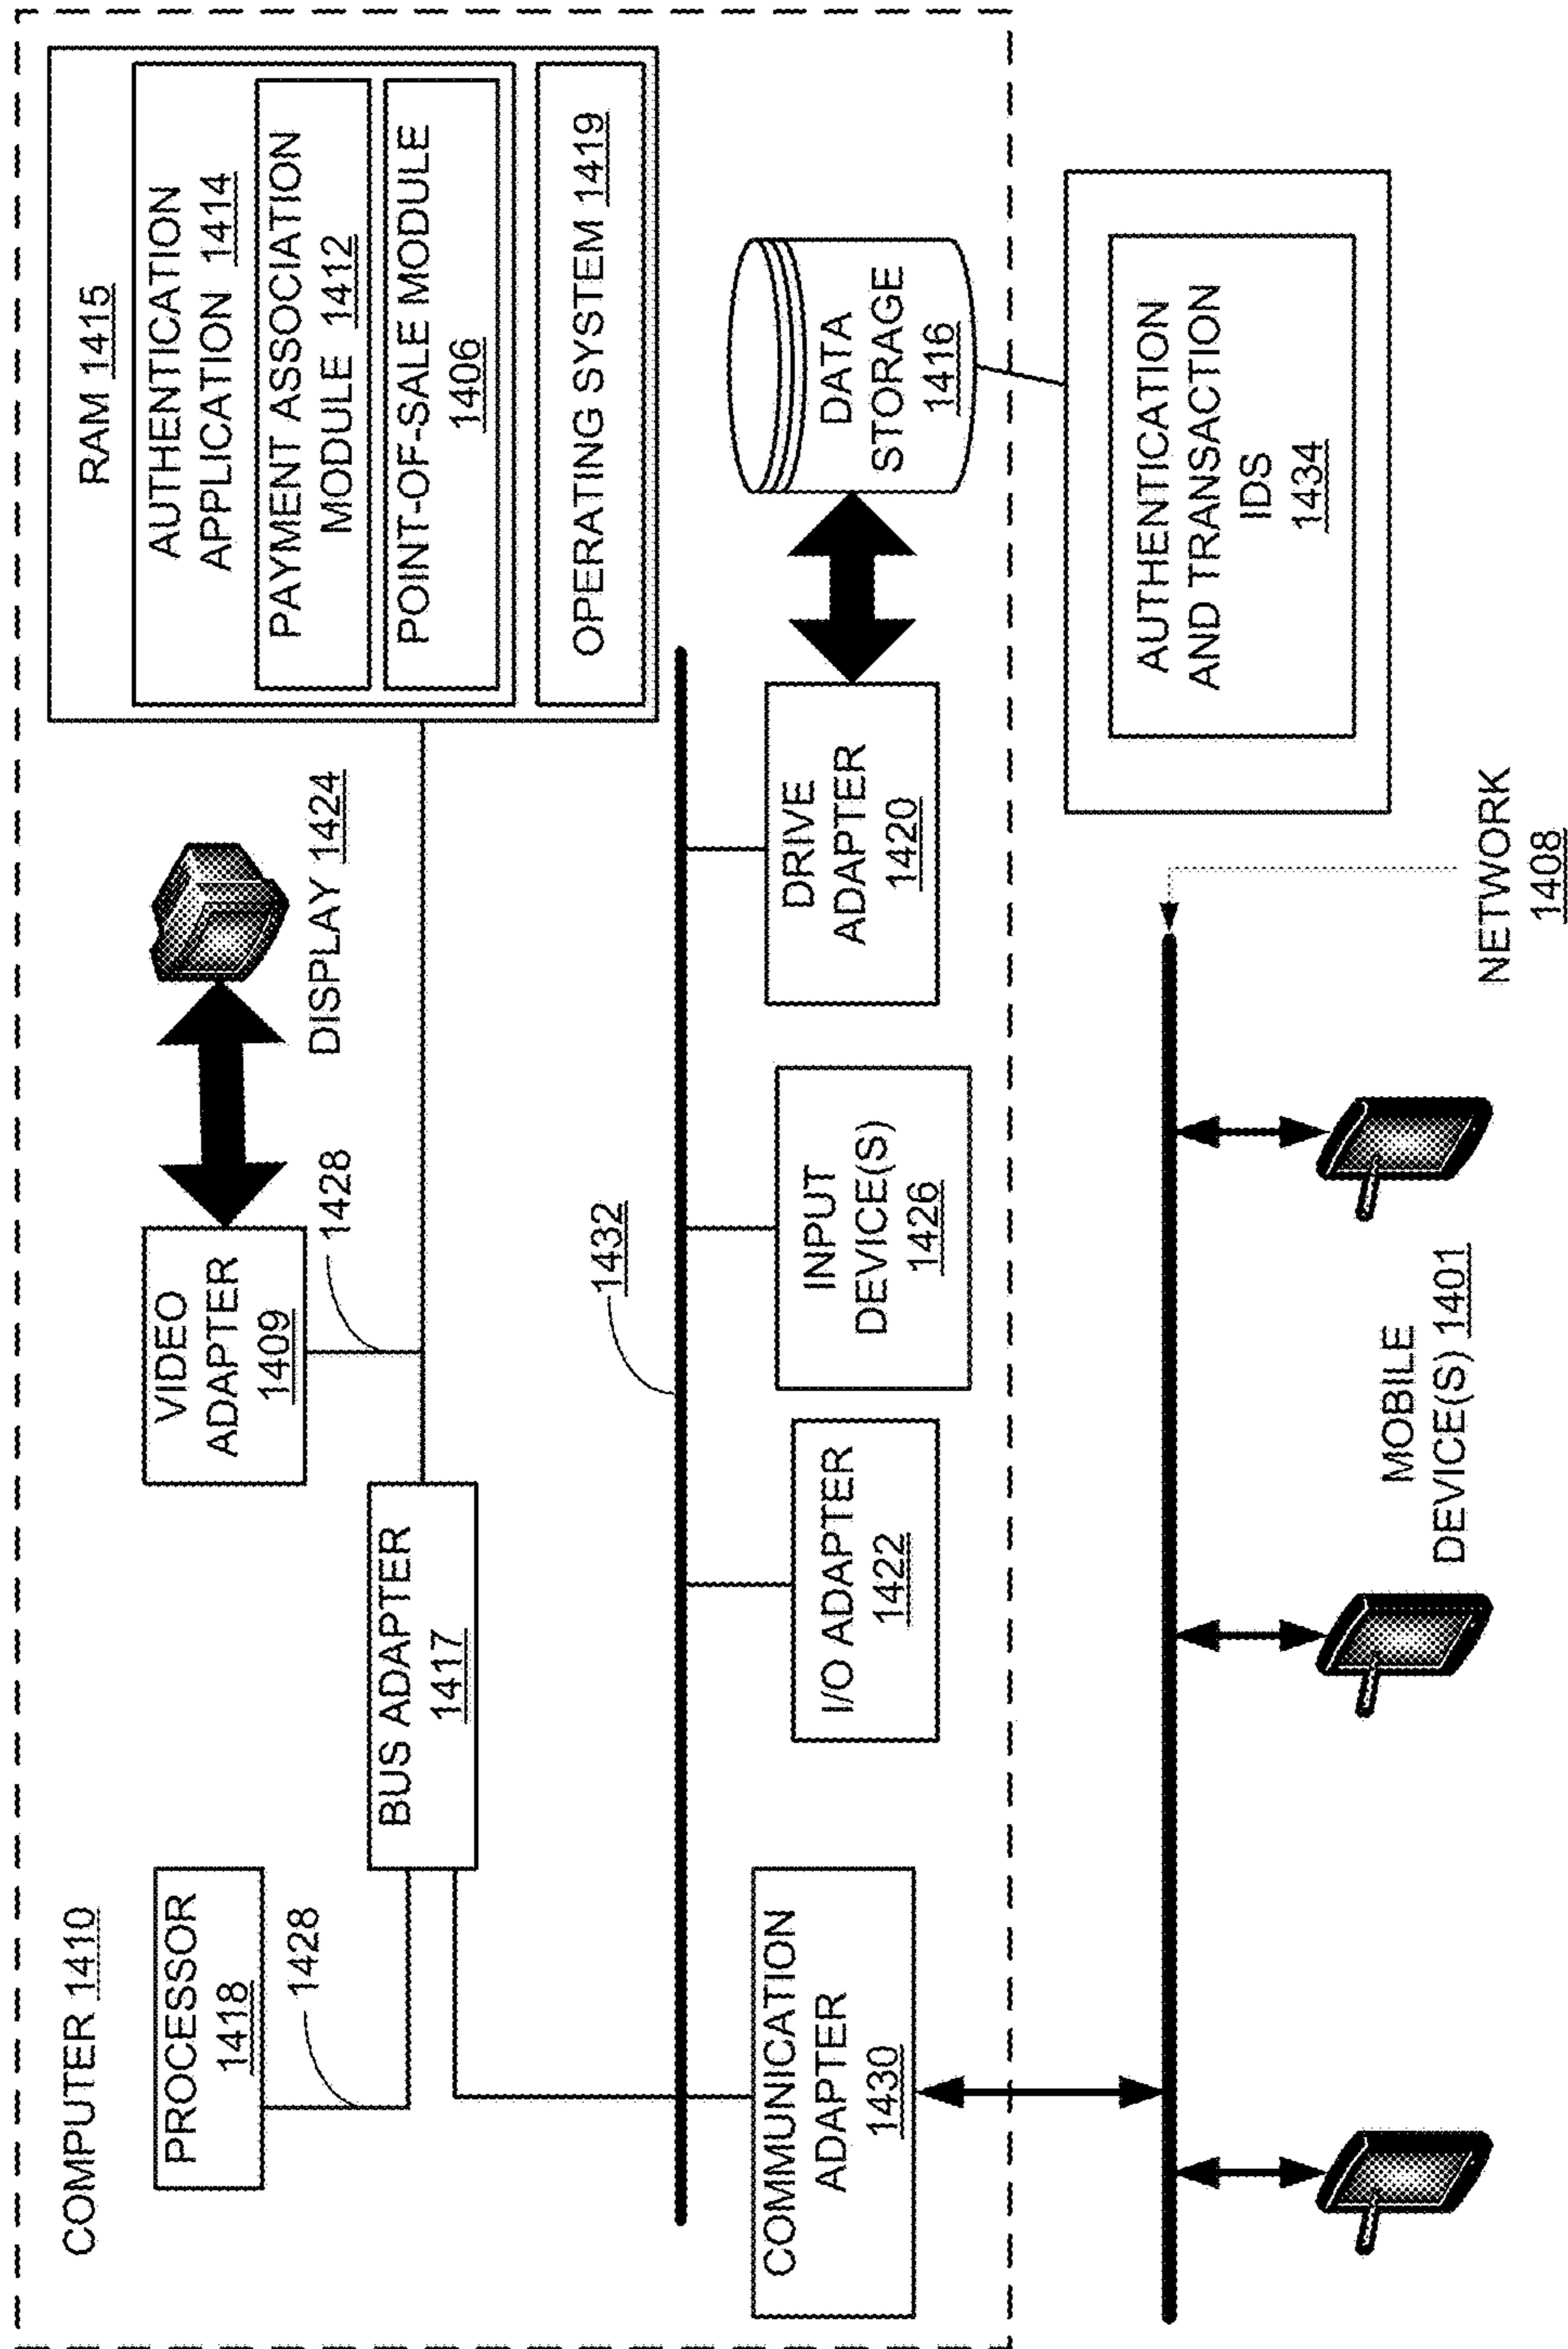 COMPUTER 1410
PROCESSOR
1418
1428
BUS ADAPTER
1417
VIDEO
ADAPTER
1409
1428
DISPLAY 1424
RAM 1415
AUTHENTICATION
APPLICATION 1414
PAYMENT ASSOCIATION
MODULE 1412
POINT-OF-SALE MODULE
1406
OPERATING SYSTEM 1419
1432
COMMUNICATION
ADAPTER
1430
I/O ADAPTER
1422
INPUT
DEVICE(S)
1426
DRIVE
ADAPTER
1420
DATA
STORAGE
1416
AUTHENTICATION
AND TRANSACTION
IDS
1434
MOBILE
DEVICE(S) 1401
NETWORK
1408